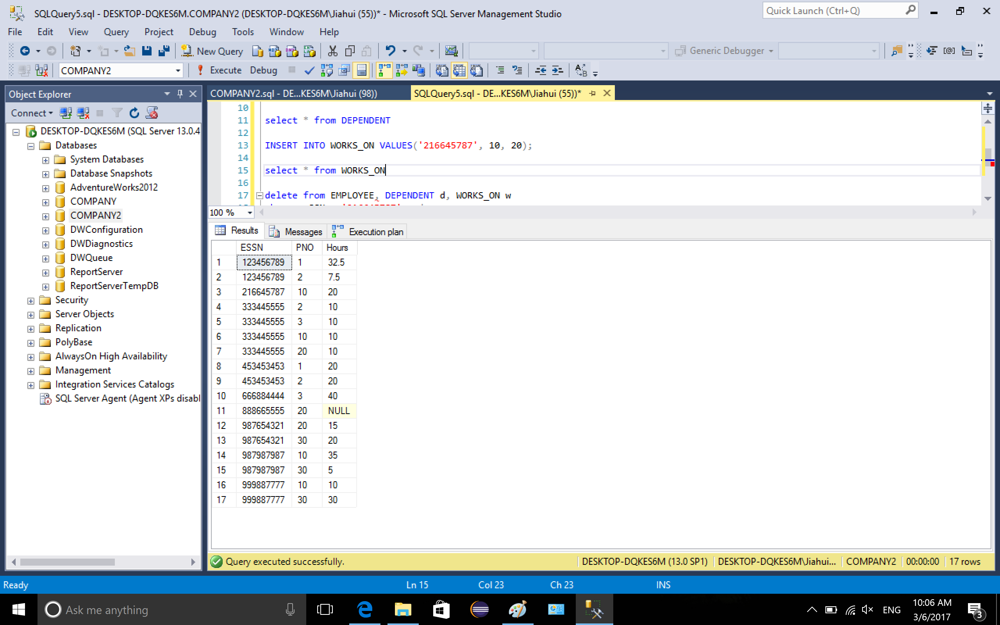 SQLQuery5.sql - DESKTOP-DQKES6M.COMPANY2 (DESKTOP-DQKES6M\Jiahui (55))* - Microsoft SQL Server Management Studio
Quick Launch (Ctrl+Q)
File Edit View Query Project Debug Tools Window Help
New Query
Generic Debugger
COMPANY2
Execute Debug
Object Explorer
Connect
DESKTOP-DQKES6M (SQL Server 13.0.4
Databases
System Databases
Database Snapshots
AdventureWorks2012
COMPANY
COMPANY2
DWConfiguration
DWDiagnostics
DWQueue
ReportServer
ReportServerTempDB
Security
Server Objects
Replication
PolyBase
AlwaysOn High Availability
Management
Integration Services Catalogs
SQL Server Agent (Agent XPs disabl
COMPANY2.sql - DE...KES6M\Jiahui (98))
SQLQuery5.sql - DE...KES6M\Jiahui (55))*
10
11 select * from DEPENDENT
12
13 INSERT INTO WORKS_ON VALUES('216645787', 10, 20);
14
15 select * from WORKS_ON
16
17 delete from EMPLOYEE, DEPENDENT d, WORKS_ON w
100 %
Results Messages Execution plan
ESSN PNO Hours
1 123456789 1 32.5
2 123456789 2 7.5
3 216645787 10 20
4 333445555 2 10
5 333445555 3 10
6 333445555 10 10
7 333445555 20 10
8 453453453 1 20
9 453453453 2 20
10 666884444 3 40
11 888665555 20 NULL
12 987654321 20 15
13 987654321 30 20
14 987987987 10 35
15 987987987 30 5
16 999887777 10 10
17 999887777 30 30
Query executed successfully.
DESKTOP-DQKES6M (13.0 SP1) DESKTOP-DQKES6M\Jiahui... COMPANY2 00:00:00 17 rows
Ready Ln 15 Col 23 Ch 23 INS
Ask me anything
ENG
10:06 AM
3/6/2017
3